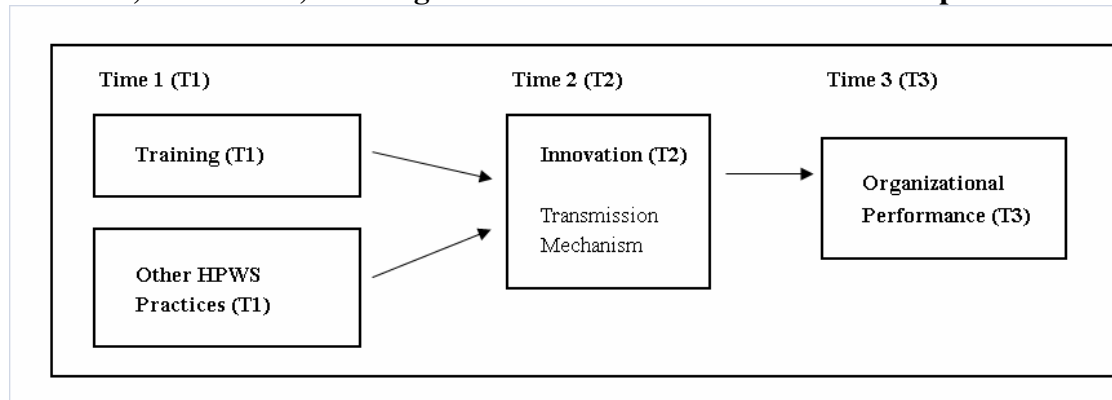 Time 1 (T1)
Time 2 (T2)
Time 3 (T3)
Training (T1)
Other HPWS
Practices (T1)
Innovation (T2)
Transmission
Mechanism
Organizational
Performance (T3)